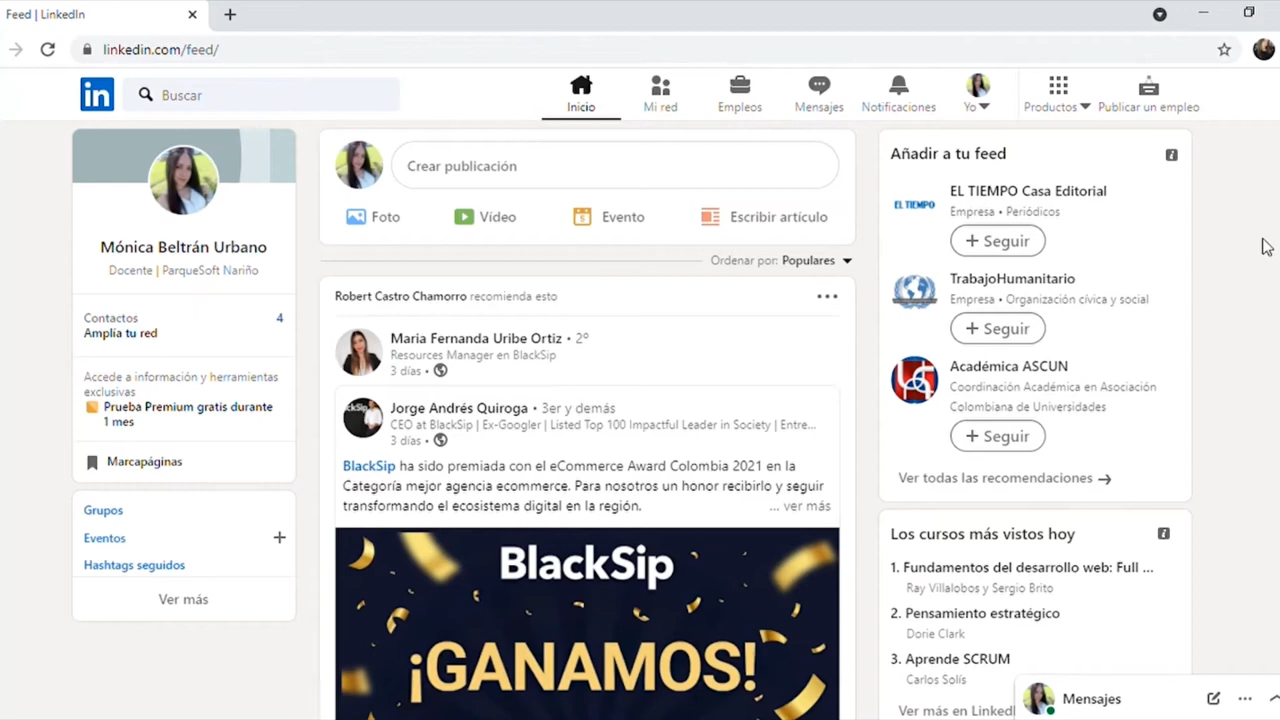 Feed | LinkedIn
linkedin.com/feed/
in
Buscar
Inicio
Mi red
Empleos
Mensajes
Notificaciones
Yo
Productos
Publicar un empleo
Mónica Beltrán Urbano
Docente | ParqueSoft Nariño
Contactos 4
Amplía tu red
Accede a información y herramientas
exclusivas
Prueba Premium gratis durante
1 mes
Marcapáginas
Grupos
Eventos
Hashtags seguidos
Ver más
Crear publicación
Foto
Vídeo
Evento
Escribir artículo
Ordenar por: Populares
Robert Castro Chamorro recomienda esto
Maria Fernanda Uribe Ortiz • 2º
Resources Manager en BlackSip
3 días •
Jorge Andrés Quiroga • 3er y demás
CEO at BlackSip | Ex-Googler | Listed Top 100 Impactful Leader in Society | Entre...
3 días •
BlackSip ha sido premiada con el eCommerce Award Colombia 2021 en la
Categoría mejor agencia ecommerce. Para nosotros un honor recibirlo y seguir
transformando el ecosistema digital en la región.
... ver más
BlackSip
¡GANAMOS!
Añadir a tu feed
EL TIEMPO
EL TIEMPO Casa Editorial
Empresa • Periódicos
+ Seguir
TrabajoHumanitario
Empresa • Organización cívica y social
+ Seguir
Académica ASCUN
Coordinación Académica en Asociación
Colombiana de Universidades
+ Seguir
Ver todas las recomendaciones
Los cursos más vistos hoy
1. Fundamentos del desarrollo web: Full ...
Ray Villalobos y Sergio Brito
2. Pensamiento estratégico
Dorie Clark
3. Aprende SCRUM
Carlos Solís
Ver más en LinkedI
Mensajes